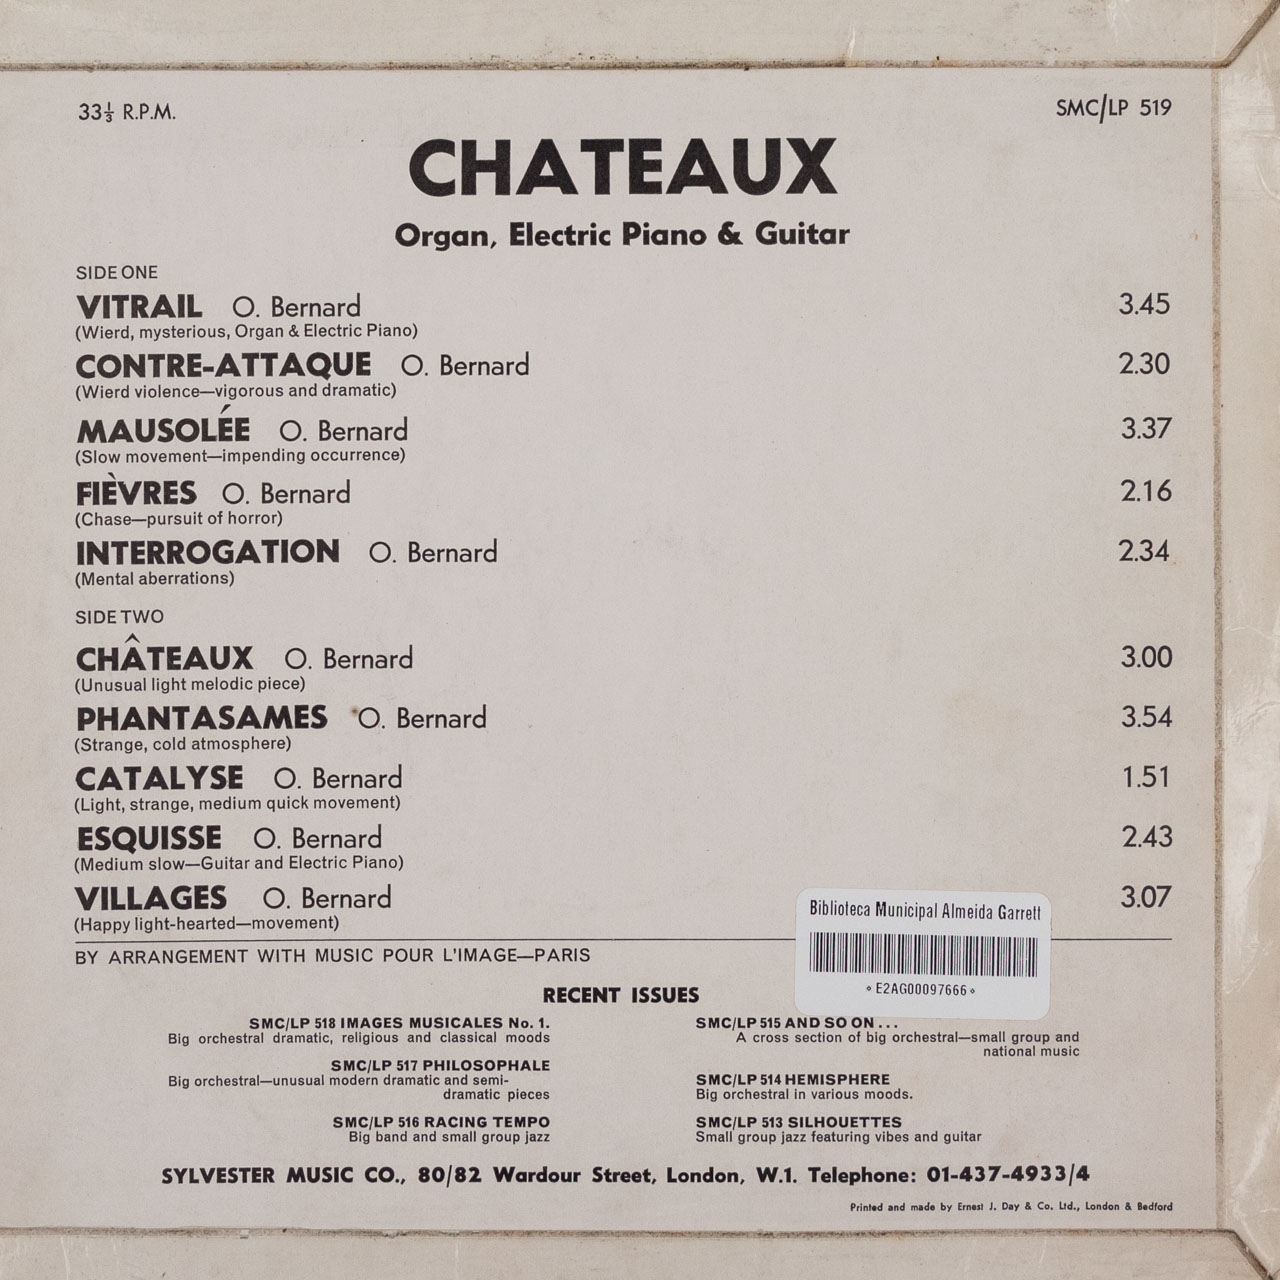 33⅓ R.P.M. SMC/LP 519
CHATEAUX
Organ, Electric Piano & Guitar
SIDE ONE
VITRAIL O. Bernard 3.45
(Wierd, mysterious, Organ & Electric Piano)
CONTRE-ATTAQUE O. Bernard 2.30
(Wierd violence—vigorous and dramatic)
MAUSOLÉE O. Bernard 3.37
(Slow movement—impending occurrence)
FIÈVRES O. Bernard 2.16
(Chase—pursuit of horror)
INTERROGATION O. Bernard 2.34
(Mental aberrations)
SIDE TWO
CHÂTEAUX O. Bernard 3.00
(Unusual light melodic piece)
PHANTASAMES O. Bernard 3.54
(Strange, cold atmosphere)
CATALYSE O. Bernard 1.51
(Light, strange, medium quick movement)
ESQUISSE O. Bernard 2.43
(Medium slow—Guitar and Electric Piano)
VILLAGES O. Bernard 3.07
(Happy light-hearted—movement)
Biblioteca Municipal Almeida Garrett
* E2AG00097666 *
BY ARRANGEMENT WITH MUSIC POUR L'IMAGE—PARIS
RECENT ISSUES
SMC/LP 518 IMAGES MUSICALES No. 1.
Big orchestral dramatic, religious and classical moods
SMC/LP 517 PHILOSOPHALE
Big orchestral—unusual modern dramatic and semi-
dramatic pieces
SMC/LP 516 RACING TEMPO
Big band and small group jazz
SMC/LP 515 AND SO ON . . .
A cross section of big orchestral—small group and
national music
SMC/LP 514 HEMISPHERE
Big orchestral in various moods.
SMC/LP 513 SILHOUETTES
Small group jazz featuring vibes and guitar
SYLVESTER MUSIC CO., 80/82 Wardour Street, London, W.1. Telephone: 01-437-4933/4
Printed and made by Ernest J. Day & Co. Ltd., London & Bedford